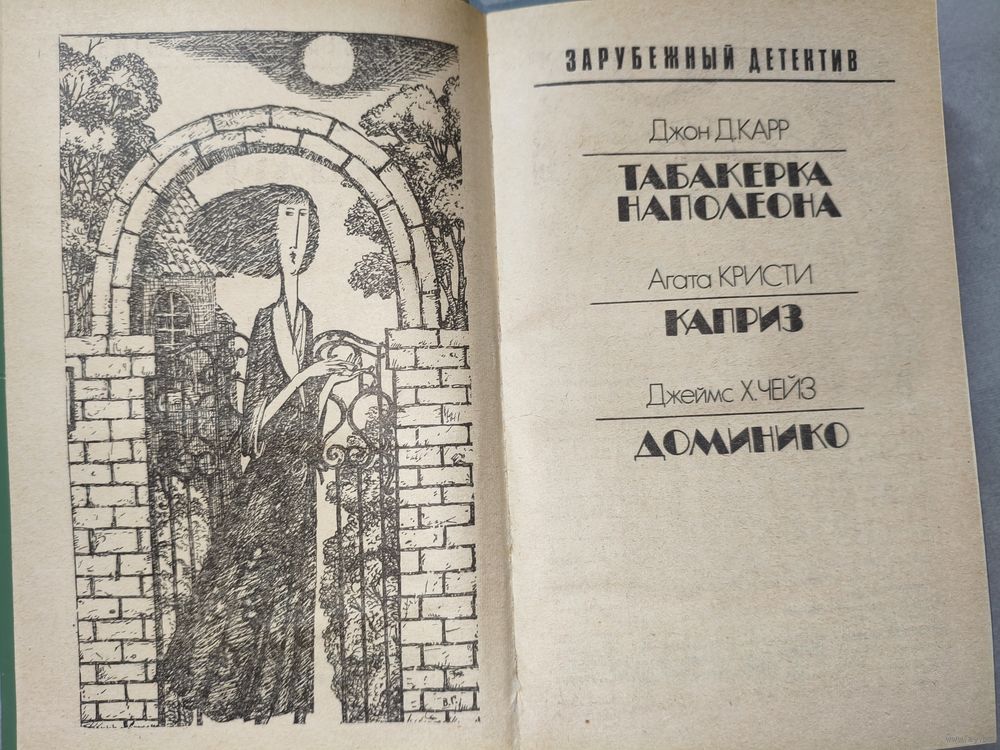 ЗАРУБЕЖНЫЙ ДЕТЕКТИВ
Джон Д.КАРР
ТАБАКЕРКА
НАПОЛЕОНА
Агата КРИСТИ
КАПРИЗ
Джеймс Х.ЧЕЙЗ
ДОМИНИКО
В.Г.